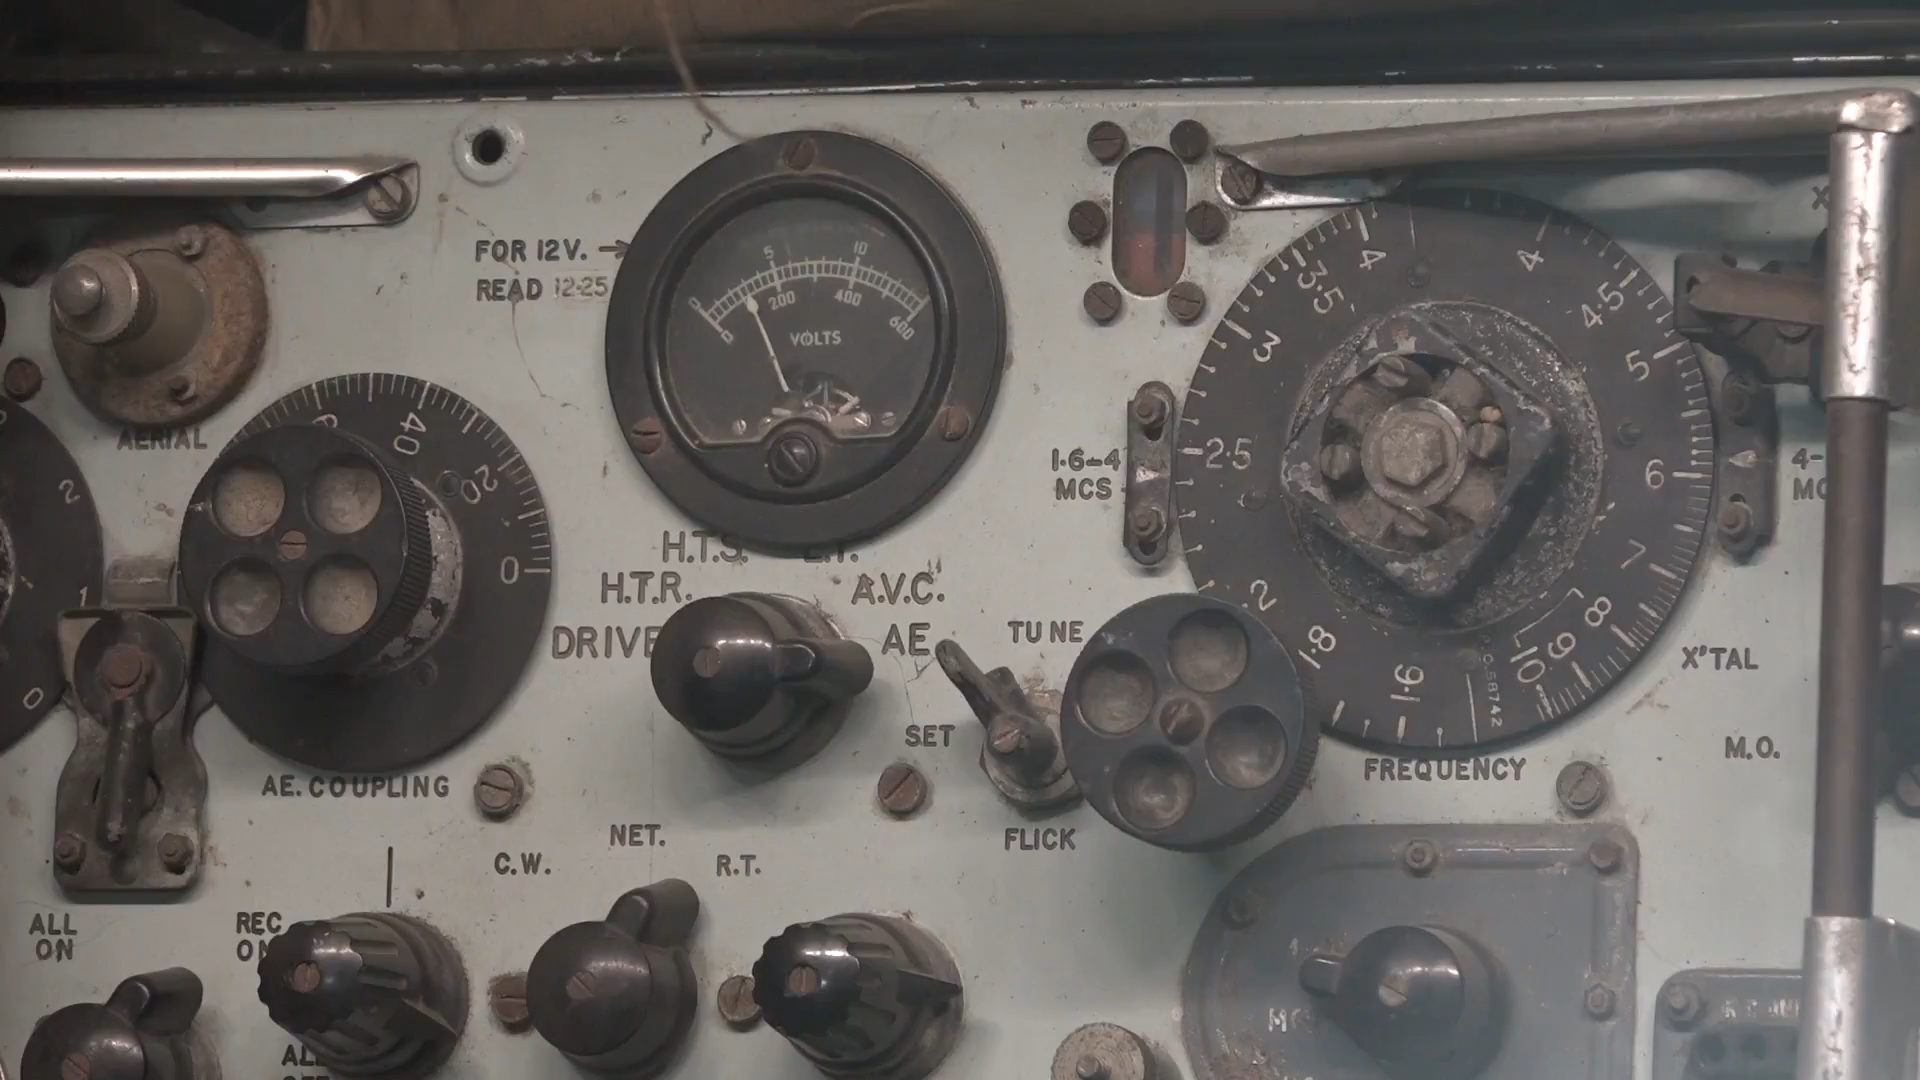 FOR 12V. →
READ 12·25
5 10
0 200 400 600
0
VOLTS
AERIAL
40
20
0
2
1
0
AE. COUPLING
H.T.S.
H.T.R. A.V.C.
DRIVE AE.
TUNE
SET
FLICK
1·6–4
MCS
4 4
3·5 4·5
3 5
2·5 6
2 7
1·8 8
1·6 10 9
FREQUENCY
X'TAL
M.O.
NET.
C.W. R.T.
ALL
ON
REC
ON